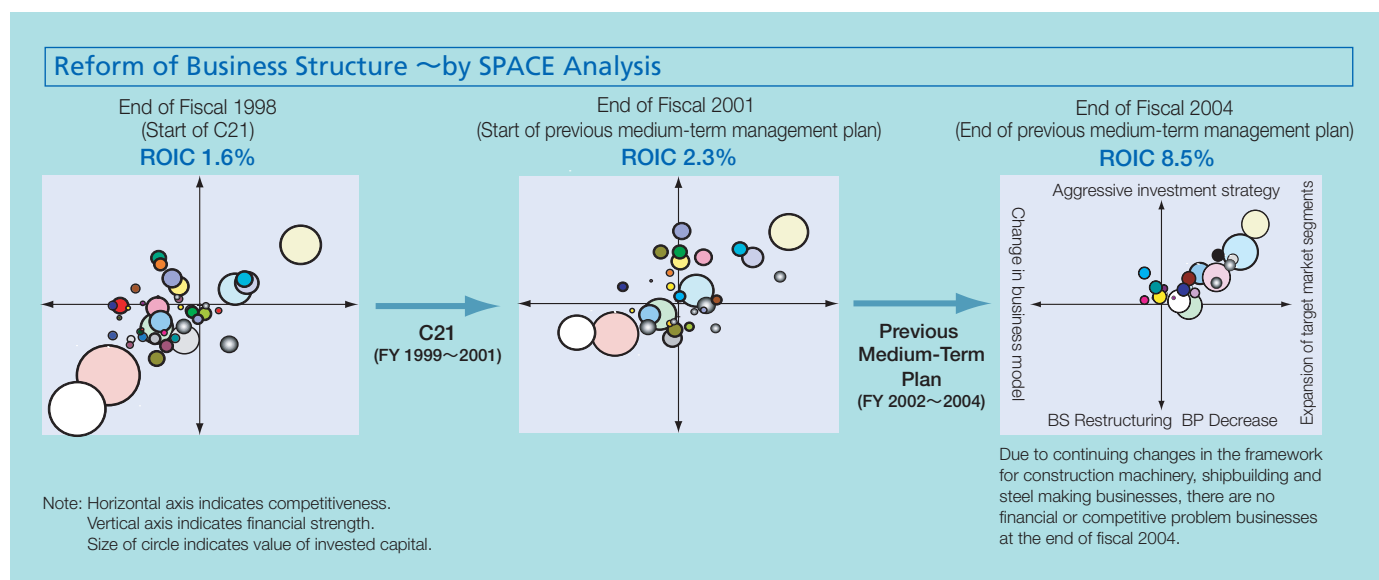 Reform of Business Structure ～by SPACE Analysis
End of Fiscal 1998
(Start of C21)
ROIC 1.6%
End of Fiscal 2001
(Start of previous medium-term management plan)
ROIC 2.3%
End of Fiscal 2004
(End of previous medium-term management plan)
ROIC 8.5%
C21
(FY 1999～2001)
Previous
Medium-Term
Plan
(FY 2002～2004)
Aggressive investment strategy
Change in business model
Expansion of target market segments
BS Restructuring BP Decrease
Note: Horizontal axis indicates competitiveness.
Vertical axis indicates financial strength.
Size of circle indicates value of invested capital.
Due to continuing changes in the framework
for construction machinery, shipbuilding and
steel making businesses, there are no
financial or competitive problem businesses
at the end of fiscal 2004.